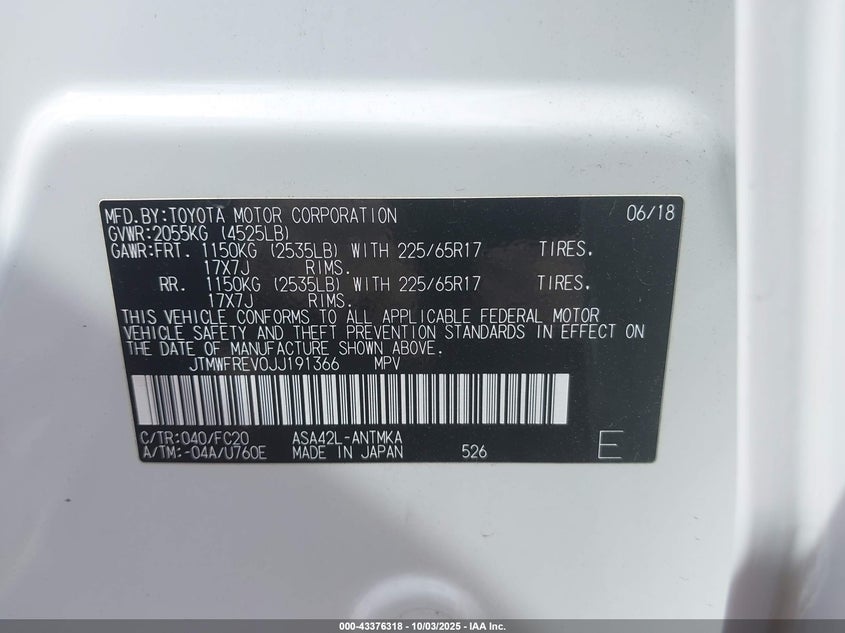 MFD.BY:TOYOTA MOTOR CORPORATION 06/18
GVWR:2055KG (4525LB)
GAWR:FRT. 1150KG (2535LB) WITH 225/65R17 TIRES.
17X7J RIMS.
RR. 1150KG (2535LB) WITH 225/65R17 TIRES.
17X7J RIMS.
THIS VEHICLE CONFORMS TO ALL APPLICABLE FEDERAL MOTOR
VEHICLE SAFETY AND THEFT PREVENTION STANDARDS IN EFFECT ON
THE DATE OF MANUFACTURE SHOWN ABOVE.
JTMWFREV0JJ191366 MPV
C/TR:040/FC20 ASA42L-ANTMKA
A/TM:-04A/U760E MADE IN JAPAN 526 E
000-43376318 - 10/03/2025 - IAA Inc.